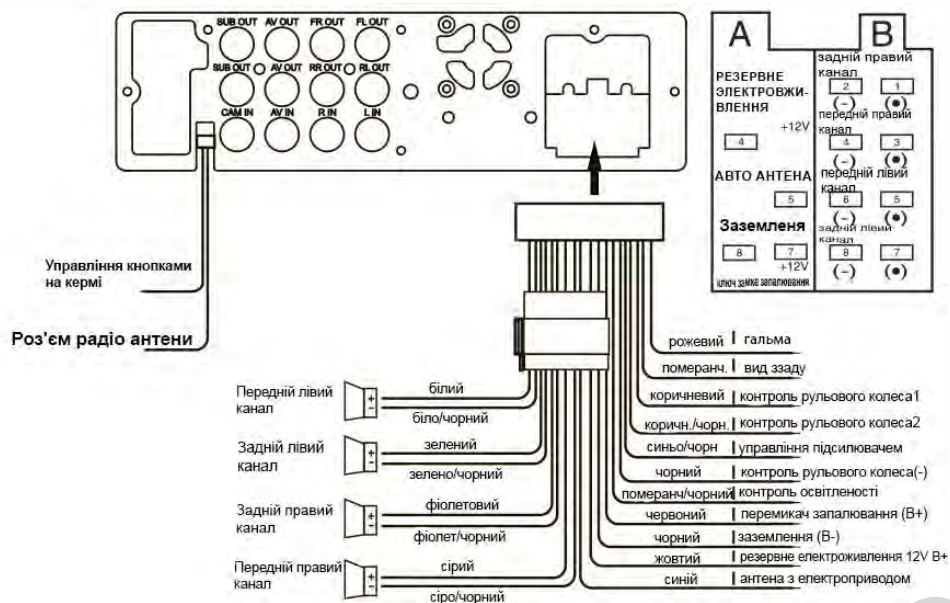 SUB OUT AV OUT FR OUT FL OUT
SUB OUT AV OUT RR OUT RL OUT
CAM IN AV IN R IN L IN
Управління кнопками
на кермі
Роз'єм радіо антени
A
РЕЗЕРВНЕ
ЭЛЕКТРОВЖИ-
ВЛЕННЯ
+12V
4
АВТО АНТЕНА
5
Заземленя
8 7
+12V
ключ замка запалювання
B
задній правий
канал
2 1
(-) (•)
передній правий
канал
4 3
(-) (•)
передній лівий
канал
6 5
(-) (•)
задній лівий
канал
8 7
(-) (•)
Передній лівий
канал
+
-
білий
біло/чорний
Задній лівий
канал
+
-
зелений
зелено/чорний
Задній правий
канал
+
-
фіолетовий
фіолет/чорний
Передній правий
канал
+
-
сірий
сіро/чорний
рожевий | гальма
померанч. | вид ззаду
коричневий | контроль рульового колеса1
коричн./чорн. | контроль рульового колеса2
синьо/чорн | управління підсилювачем
чорний | контроль рульового колеса(-)
померанч/чорний | контроль освітленості
червоний | перемикач запалювання (B+)
чорний | заземлення (B-)
жовтий | резервне електроживлення 12V B+
синій | антена з електроприводом